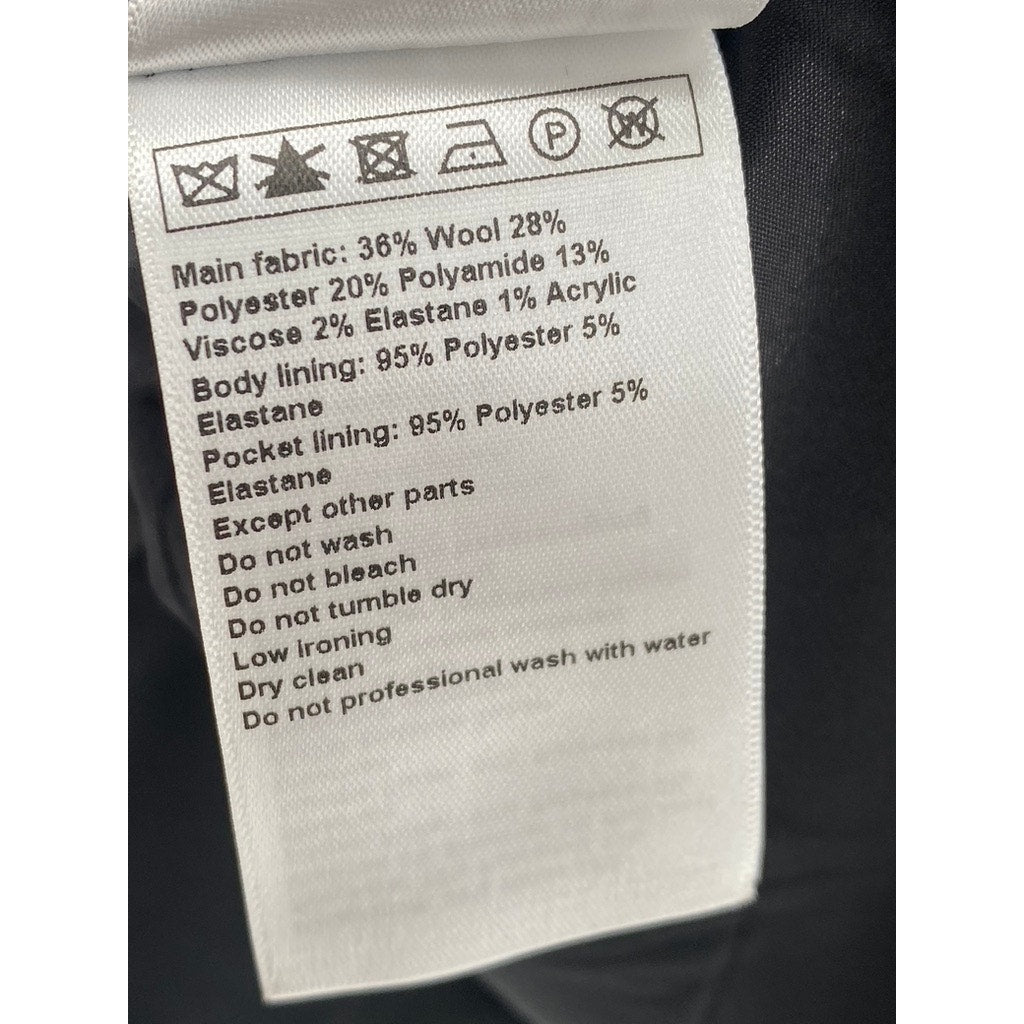 P
W
Main fabric: 36% Wool 28%
Polyester 20% Polyamide 13%
Viscose 2% Elastane 1% Acrylic
Body lining: 95% Polyester 5%
Elastane
Pocket lining: 95% Polyester 5%
Elastane
Except other parts
Do not wash
Do not bleach
Do not tumble dry
Low ironing
Dry clean
Do not professional wash with water